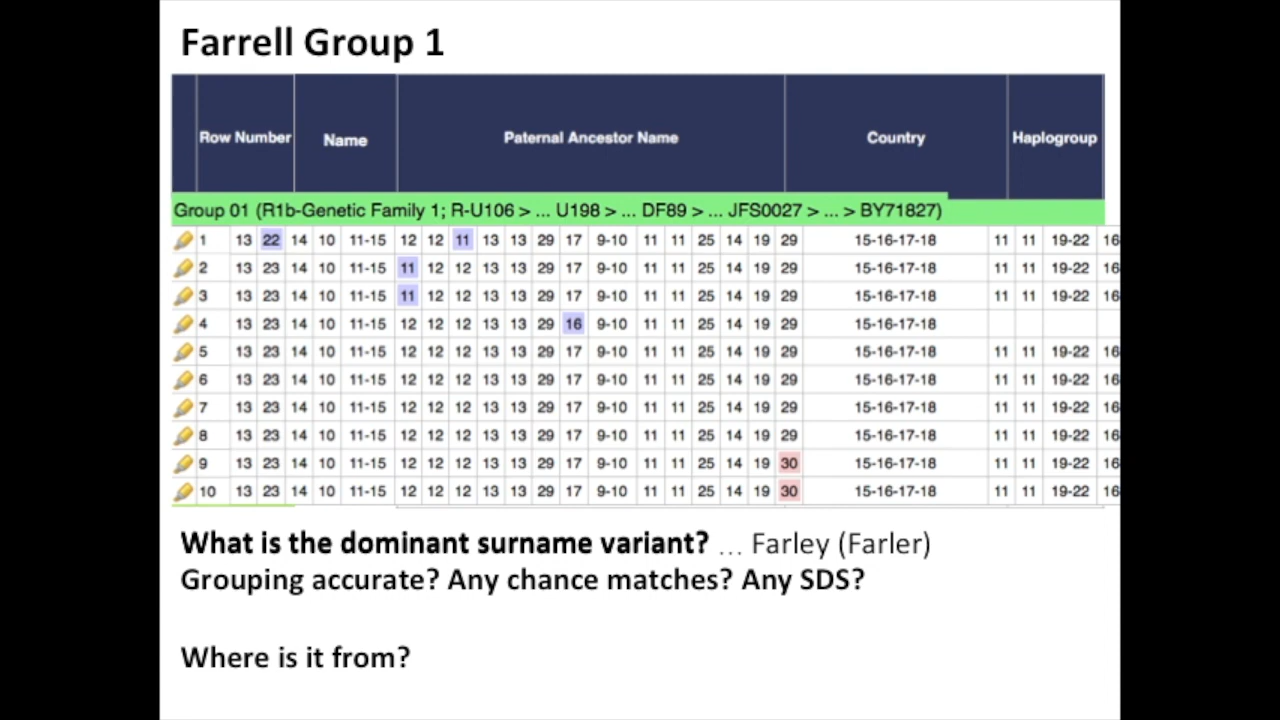 Farrell Group 1
Row Number Name Paternal Ancestor Name Country Haplogroup
Group 01 (R1b-Genetic Family 1; R-U106 > ... U198 > ... DF89 > ... JFS0027 > ... > BY71827)
1 13 22 14 10 11-15 12 12 11 13 13 29 17 9-10 11 11 25 14 19 29 15-16-17-18 11 11 19-22 16
2 13 23 14 10 11-15 11 12 12 13 13 29 17 9-10 11 11 25 14 19 29 15-16-17-18 11 11 19-22 16
3 13 23 14 10 11-15 11 12 12 13 13 29 17 9-10 11 11 25 14 19 29 15-16-17-18 11 11 19-22 16
4 13 23 14 10 11-15 12 12 12 13 13 29 16 9-10 11 11 25 14 19 29 15-16-17-18
5 13 23 14 10 11-15 12 12 12 13 13 29 17 9-10 11 11 25 14 19 29 15-16-17-18 11 11 19-22 16
6 13 23 14 10 11-15 12 12 12 13 13 29 17 9-10 11 11 25 14 19 29 15-16-17-18 11 11 19-22 16
7 13 23 14 10 11-15 12 12 12 13 13 29 17 9-10 11 11 25 14 19 29 15-16-17-18 11 11 19-22 16
8 13 23 14 10 11-15 12 12 12 13 13 29 17 9-10 11 11 25 14 19 29 15-16-17-18 11 11 19-22 16
9 13 23 14 10 11-15 12 12 12 13 13 29 17 9-10 11 11 25 14 19 30 15-16-17-18 11 11 19-22 16
10 13 23 14 10 11-15 12 12 12 13 13 29 17 9-10 11 11 25 14 19 30 15-16-17-18 11 11 19-22 16
What is the dominant surname variant? ... Farley (Farler)
Grouping accurate? Any chance matches? Any SDS?
Where is it from?